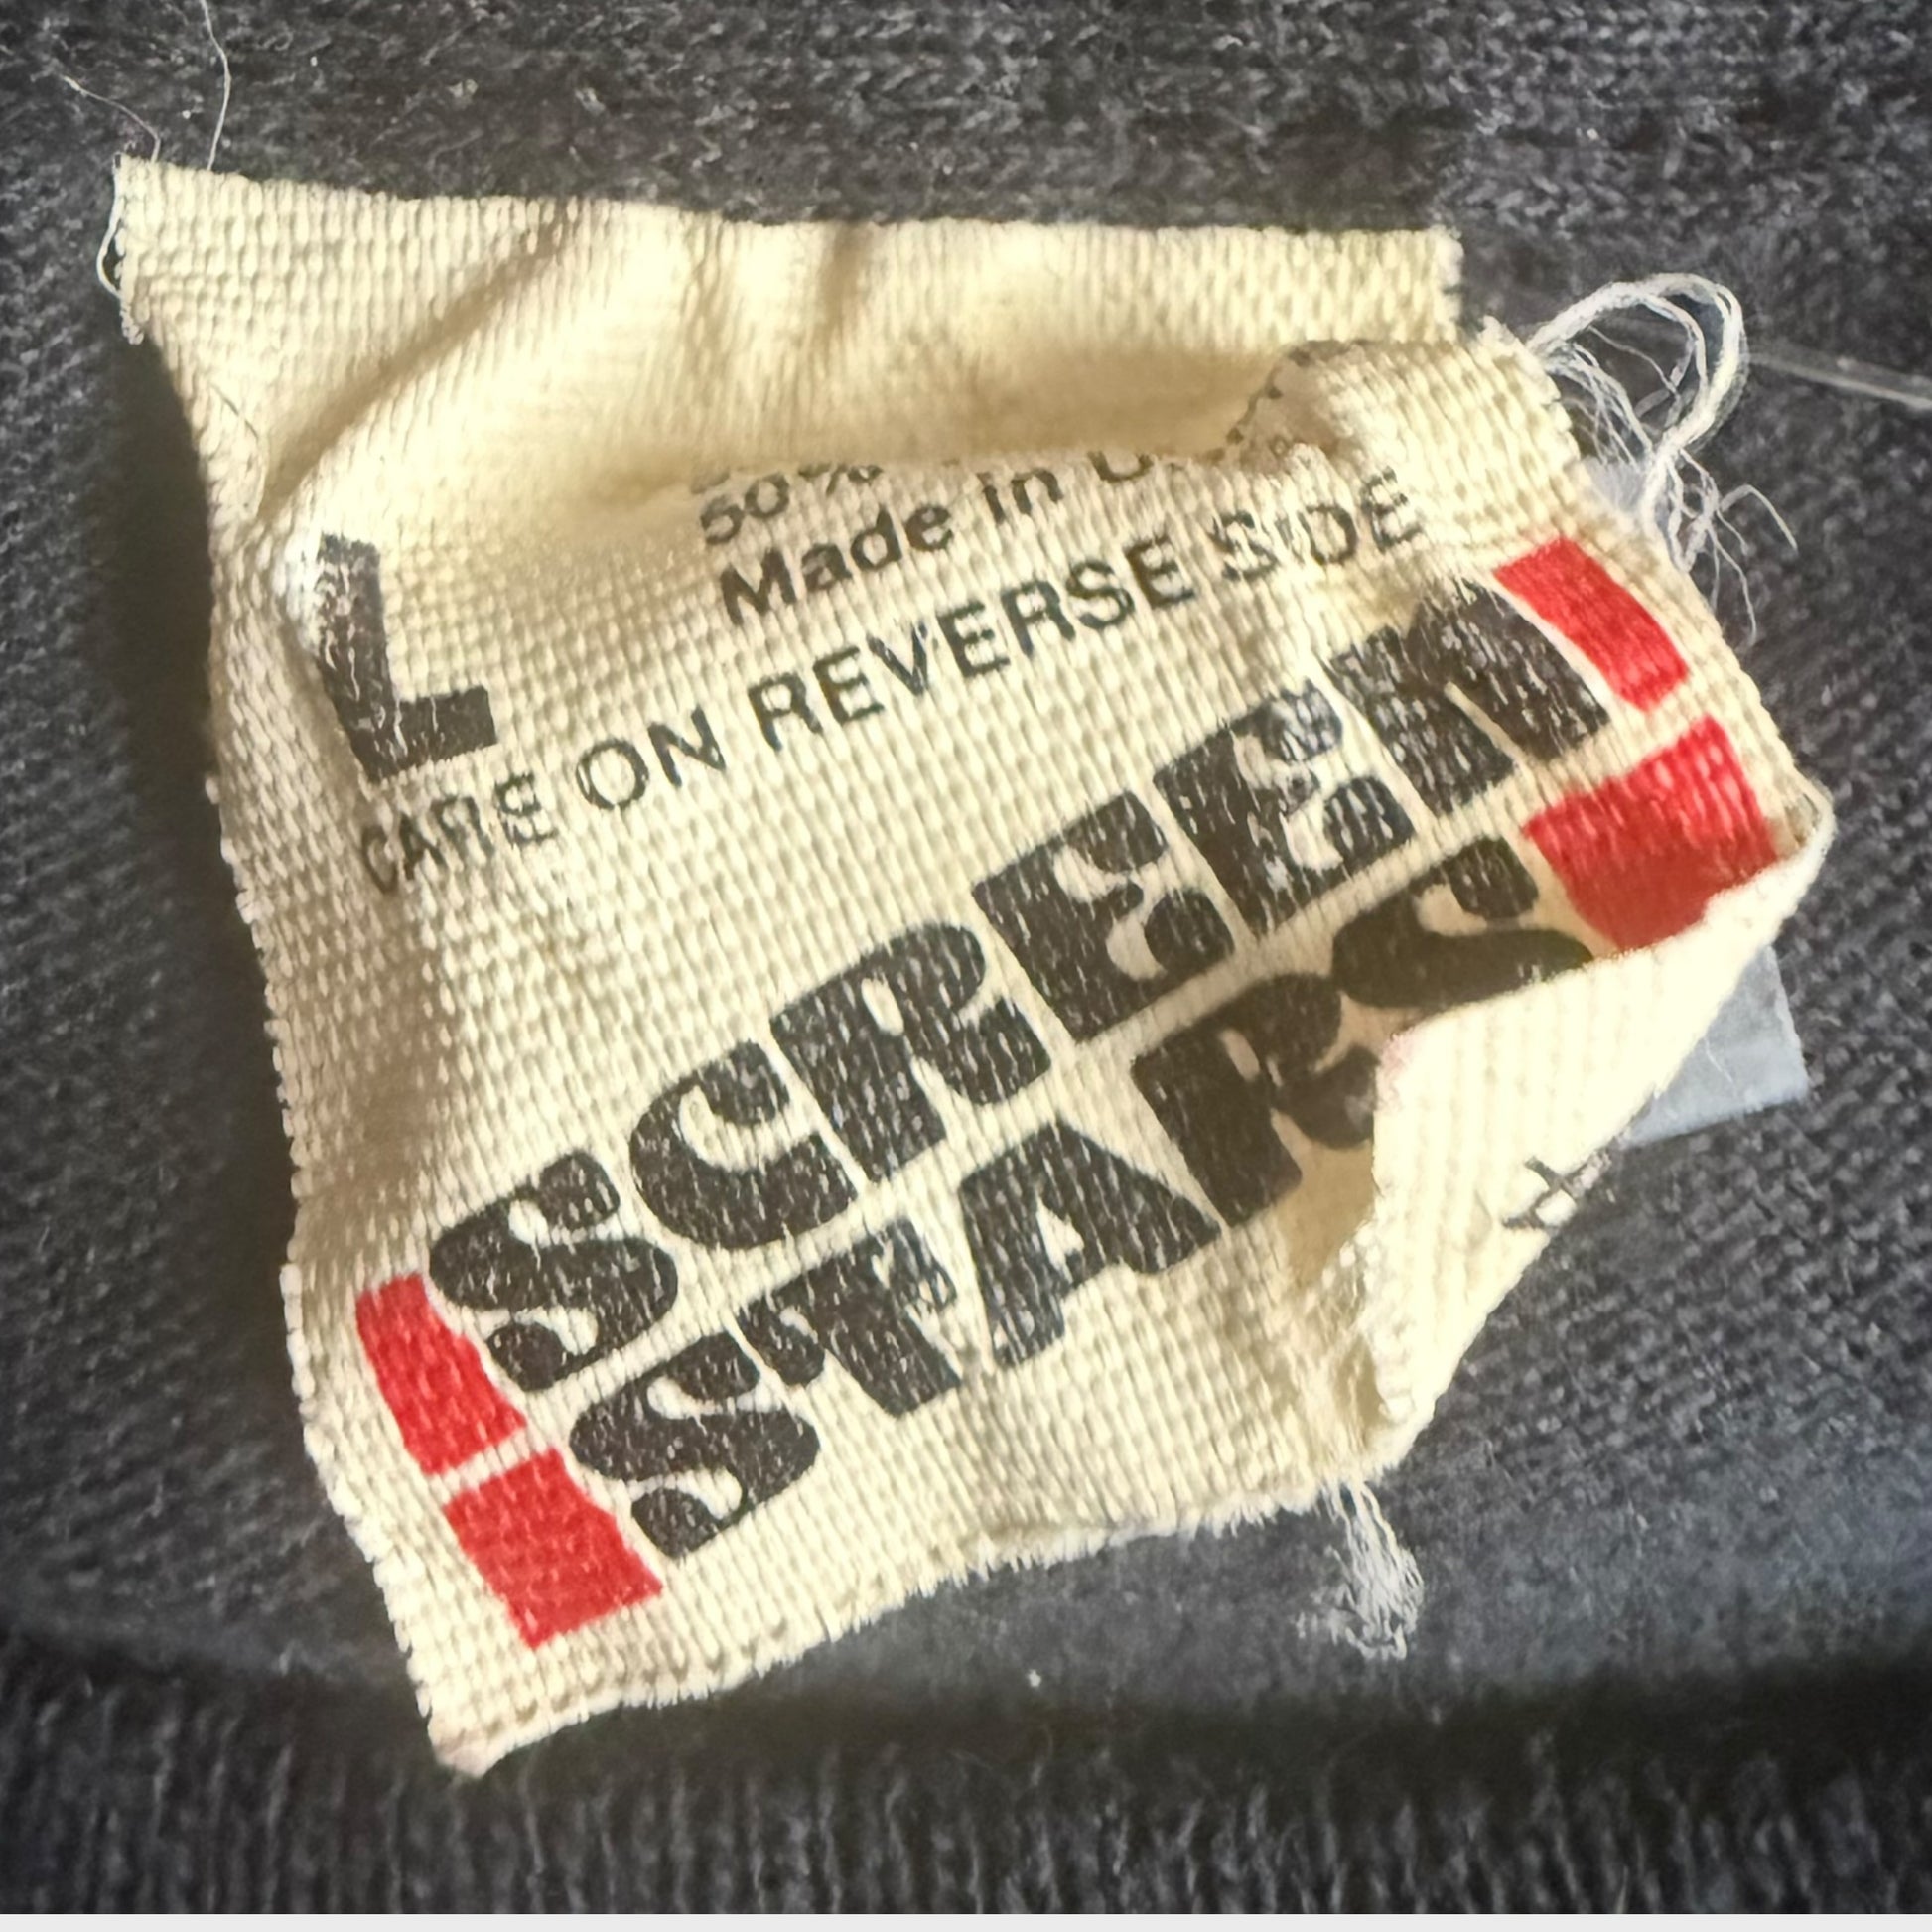 50%
Made in
L
CARE ON REVERSE SIDE
SCREEN
STARS